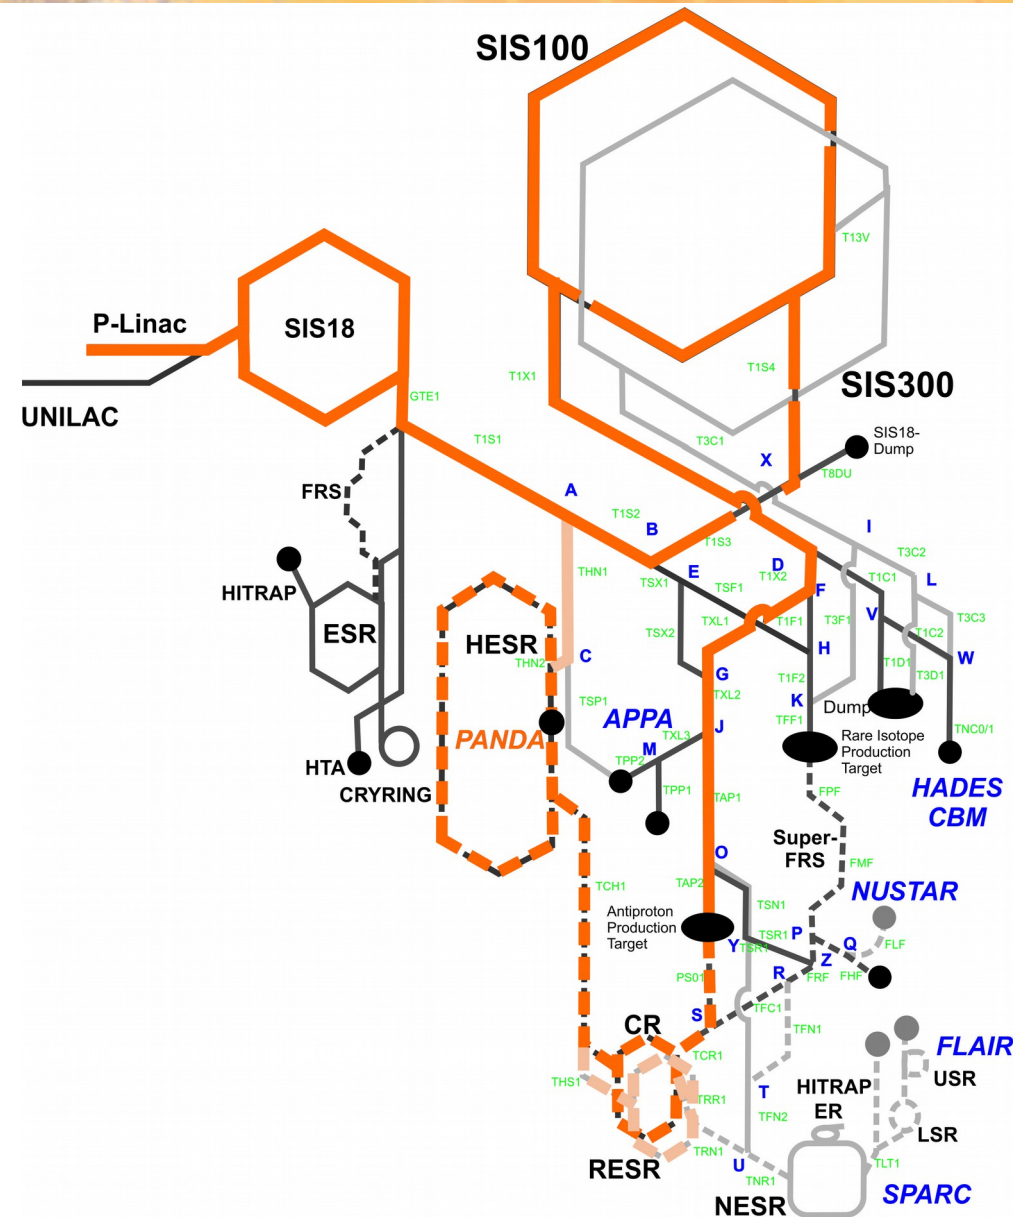 SIS100
T13V
P-Linac
SIS18
T1X1
T1S4
SIS300
UNILAC
GTE1
T1S1
T3C1
SIS18-
Dump
X
T8DU
FRS
A
T1S2
B
T1S3
I
T3C2
HITRAP
THN1
TSX1
E
TSF1
D
T1X2
F
T1C1
L
ESR
HESR
TSX2
TXL1
T1F1
T3F1
V
T1C2
T3C3
THN2
C
G
H
T1F2
T1D1
T3D1
W
TSP1
APPA
TXL2
K
Dump
PANDA
M
TXL3
J
TFF1
TNC0/1
Rare Isotope
Production
Target
HTA
TPP2
CRYRING
TPP1
TAP1
FPF
HADES
CBM
Super-
FRS
O
FMF
TCH1
TAP2
NUSTAR
TSN1
Antiproton
Production
Target
Y
TSR1
TSR1
P
Q
FLF
Z
PS01
R
FRF
FHF
S
TFC1
CR
TFN1
TCR1
FLAIR
THS1
TRR1
T
HITRAP
ER
USR
TFN2
LSR
RESR
TRN1
U
TNR1
TLT1
NESR
SPARC